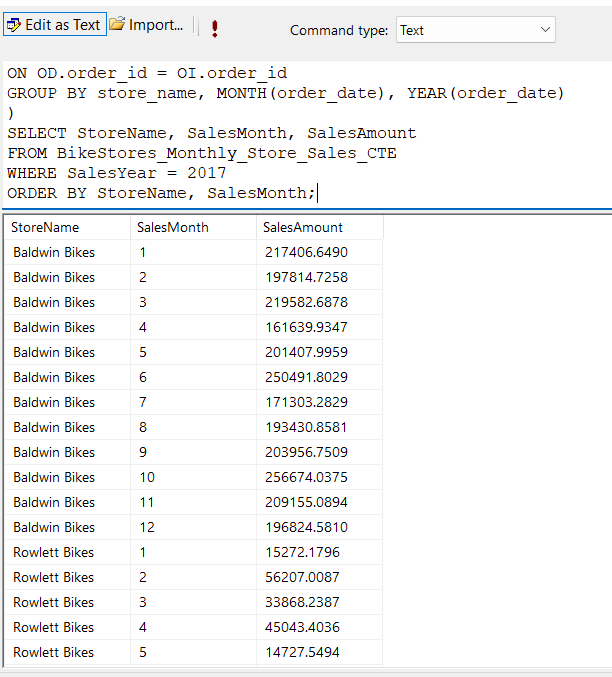 Edit as Text Import... Command type: Text
ON OD.order_id = OI.order_id
GROUP BY store_name, MONTH(order_date), YEAR(order_date)
)
SELECT StoreName, SalesMonth, SalesAmount
FROM BikeStores_Monthly_Store_Sales_CTE
WHERE SalesYear = 2017
ORDER BY StoreName, SalesMonth;
StoreName SalesMonth SalesAmount
Baldwin Bikes 1 217406.6490
Baldwin Bikes 2 197814.7258
Baldwin Bikes 3 219582.6878
Baldwin Bikes 4 161639.9347
Baldwin Bikes 5 201407.9959
Baldwin Bikes 6 250491.8029
Baldwin Bikes 7 171303.2829
Baldwin Bikes 8 193430.8581
Baldwin Bikes 9 203956.7509
Baldwin Bikes 10 256674.0375
Baldwin Bikes 11 209155.0894
Baldwin Bikes 12 196824.5810
Rowlett Bikes 1 15272.1796
Rowlett Bikes 2 56207.0087
Rowlett Bikes 3 33868.2387
Rowlett Bikes 4 45043.4036
Rowlett Bikes 5 14727.5494